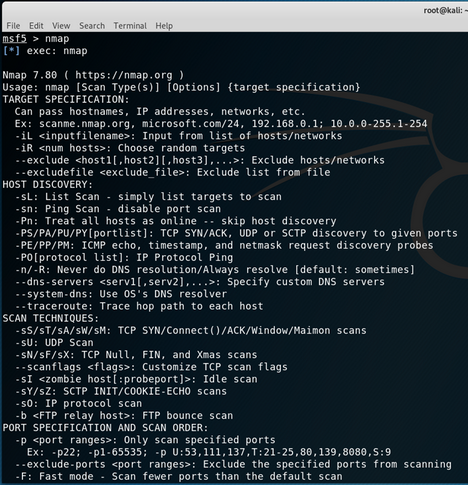 root@kali: ~
File Edit View Search Terminal Help
msf5 > nmap
[*] exec: nmap
Nmap 7.80 ( https://nmap.org )
Usage: nmap [Scan Type(s)] [Options] {target specification}
TARGET SPECIFICATION:
  Can pass hostnames, IP addresses, networks, etc.
  Ex: scanme.nmap.org, microsoft.com/24, 192.168.0.1; 10.0.0-255.1-254
  -iL <inputfilename>: Input from list of hosts/networks
  -iR <num hosts>: Choose random targets
  --exclude <host1[,host2][,host3],...>: Exclude hosts/networks
  --excludefile <exclude_file>: Exclude list from file
HOST DISCOVERY:
  -sL: List Scan - simply list targets to scan
  -sn: Ping Scan - disable port scan
  -Pn: Treat all hosts as online -- skip host discovery
  -PS/PA/PU/PY[portlist]: TCP SYN/ACK, UDP or SCTP discovery to given ports
  -PE/PP/PM: ICMP echo, timestamp, and netmask request discovery probes
  -PO[protocol list]: IP Protocol Ping
  -n/-R: Never do DNS resolution/Always resolve [default: sometimes]
  --dns-servers <serv1[,serv2],...>: Specify custom DNS servers
  --system-dns: Use OS's DNS resolver
  --traceroute: Trace hop path to each host
SCAN TECHNIQUES:
  -sS/sT/sA/sW/sM: TCP SYN/Connect()/ACK/Window/Maimon scans
  -sU: UDP Scan
  -sN/sF/sX: TCP Null, FIN, and Xmas scans
  --scanflags <flags>: Customize TCP scan flags
  -sI <zombie host[:probeport]>: Idle scan
  -sY/sZ: SCTP INIT/COOKIE-ECHO scans
  -sO: IP protocol scan
  -b <FTP relay host>: FTP bounce scan
PORT SPECIFICATION AND SCAN ORDER:
  -p <port ranges>: Only scan specified ports
    Ex: -p22; -p1-65535; -p U:53,111,137,T:21-25,80,139,8080,S:9
  --exclude-ports <port ranges>: Exclude the specified ports from scanning
  -F: Fast mode - Scan fewer ports than the default scan